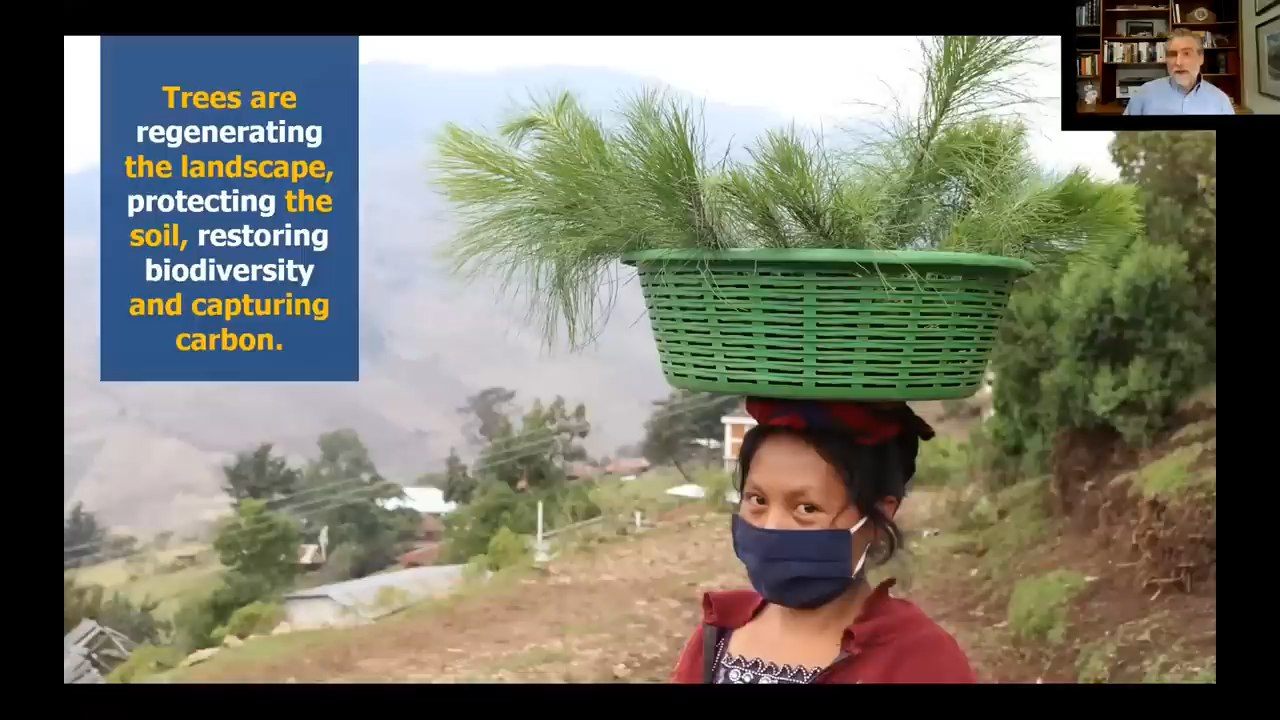 Trees are
regenerating
the landscape,
protecting the
soil, restoring
biodiversity
and capturing
carbon.